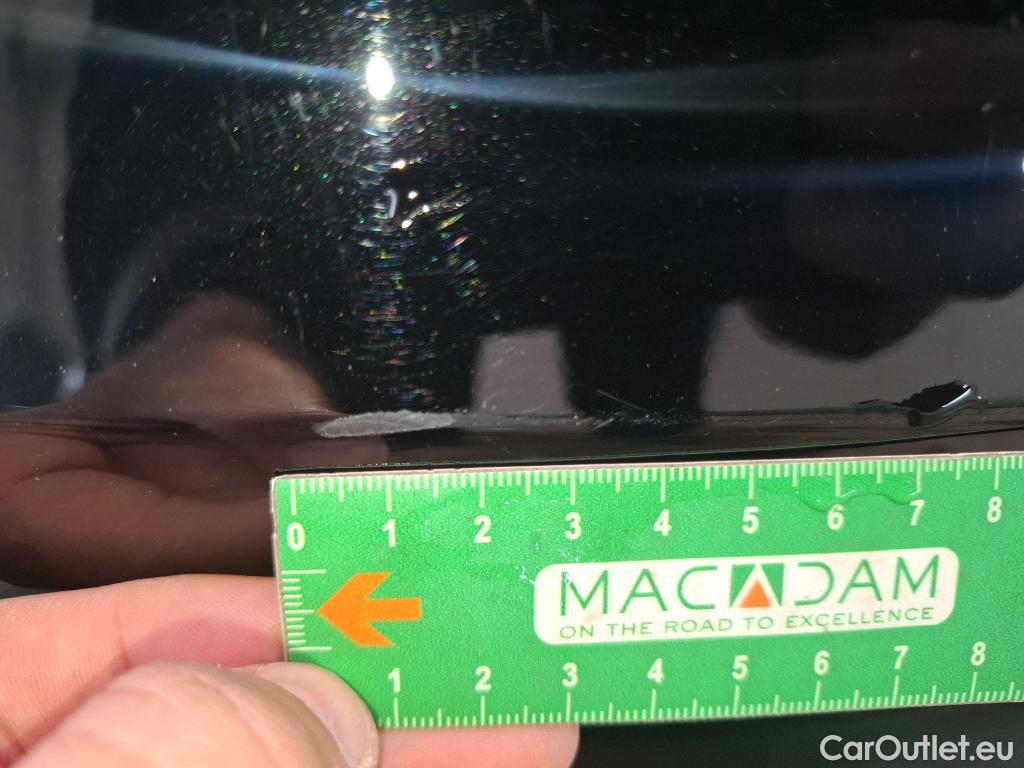 0 1 2 3 4 5 6 7 8
MACADAM
ON THE ROAD TO EXCELLENCE
1 2 3 4 5 6 7 8
CarOutlet.eu